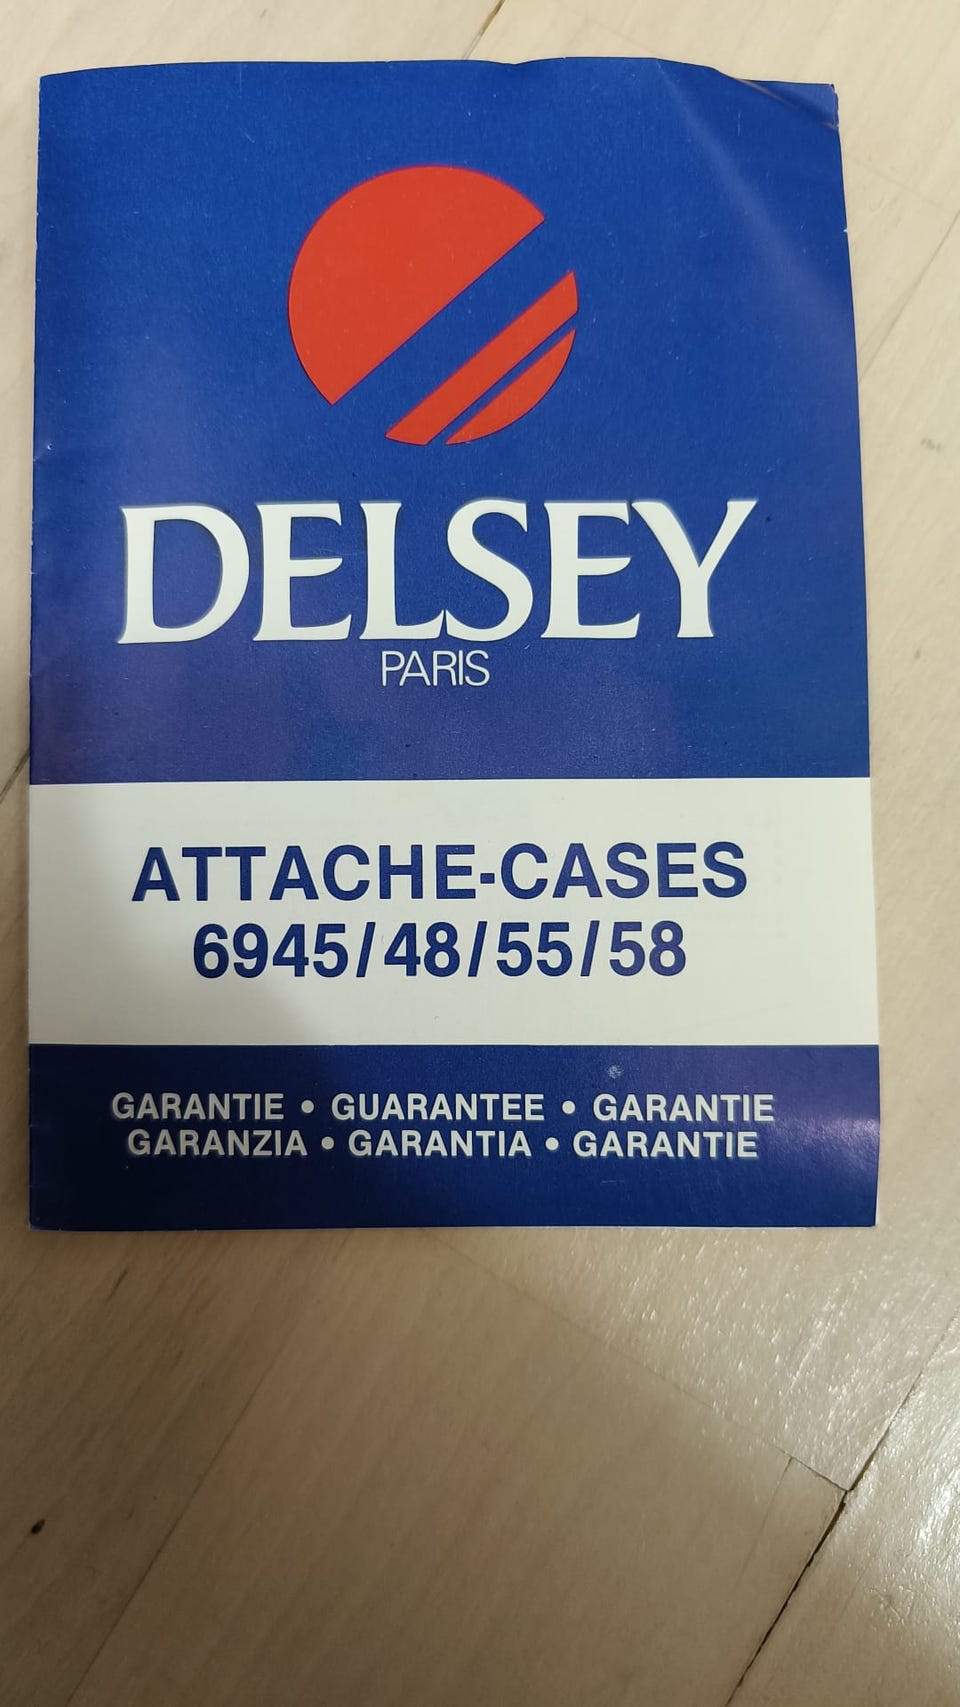 DELSEY
PARIS
ATTACHE-CASES
6945/48/55/58
GARANTIE • GUARANTEE • GARANTIE
GARANZIA • GARANTIA • GARANTIE